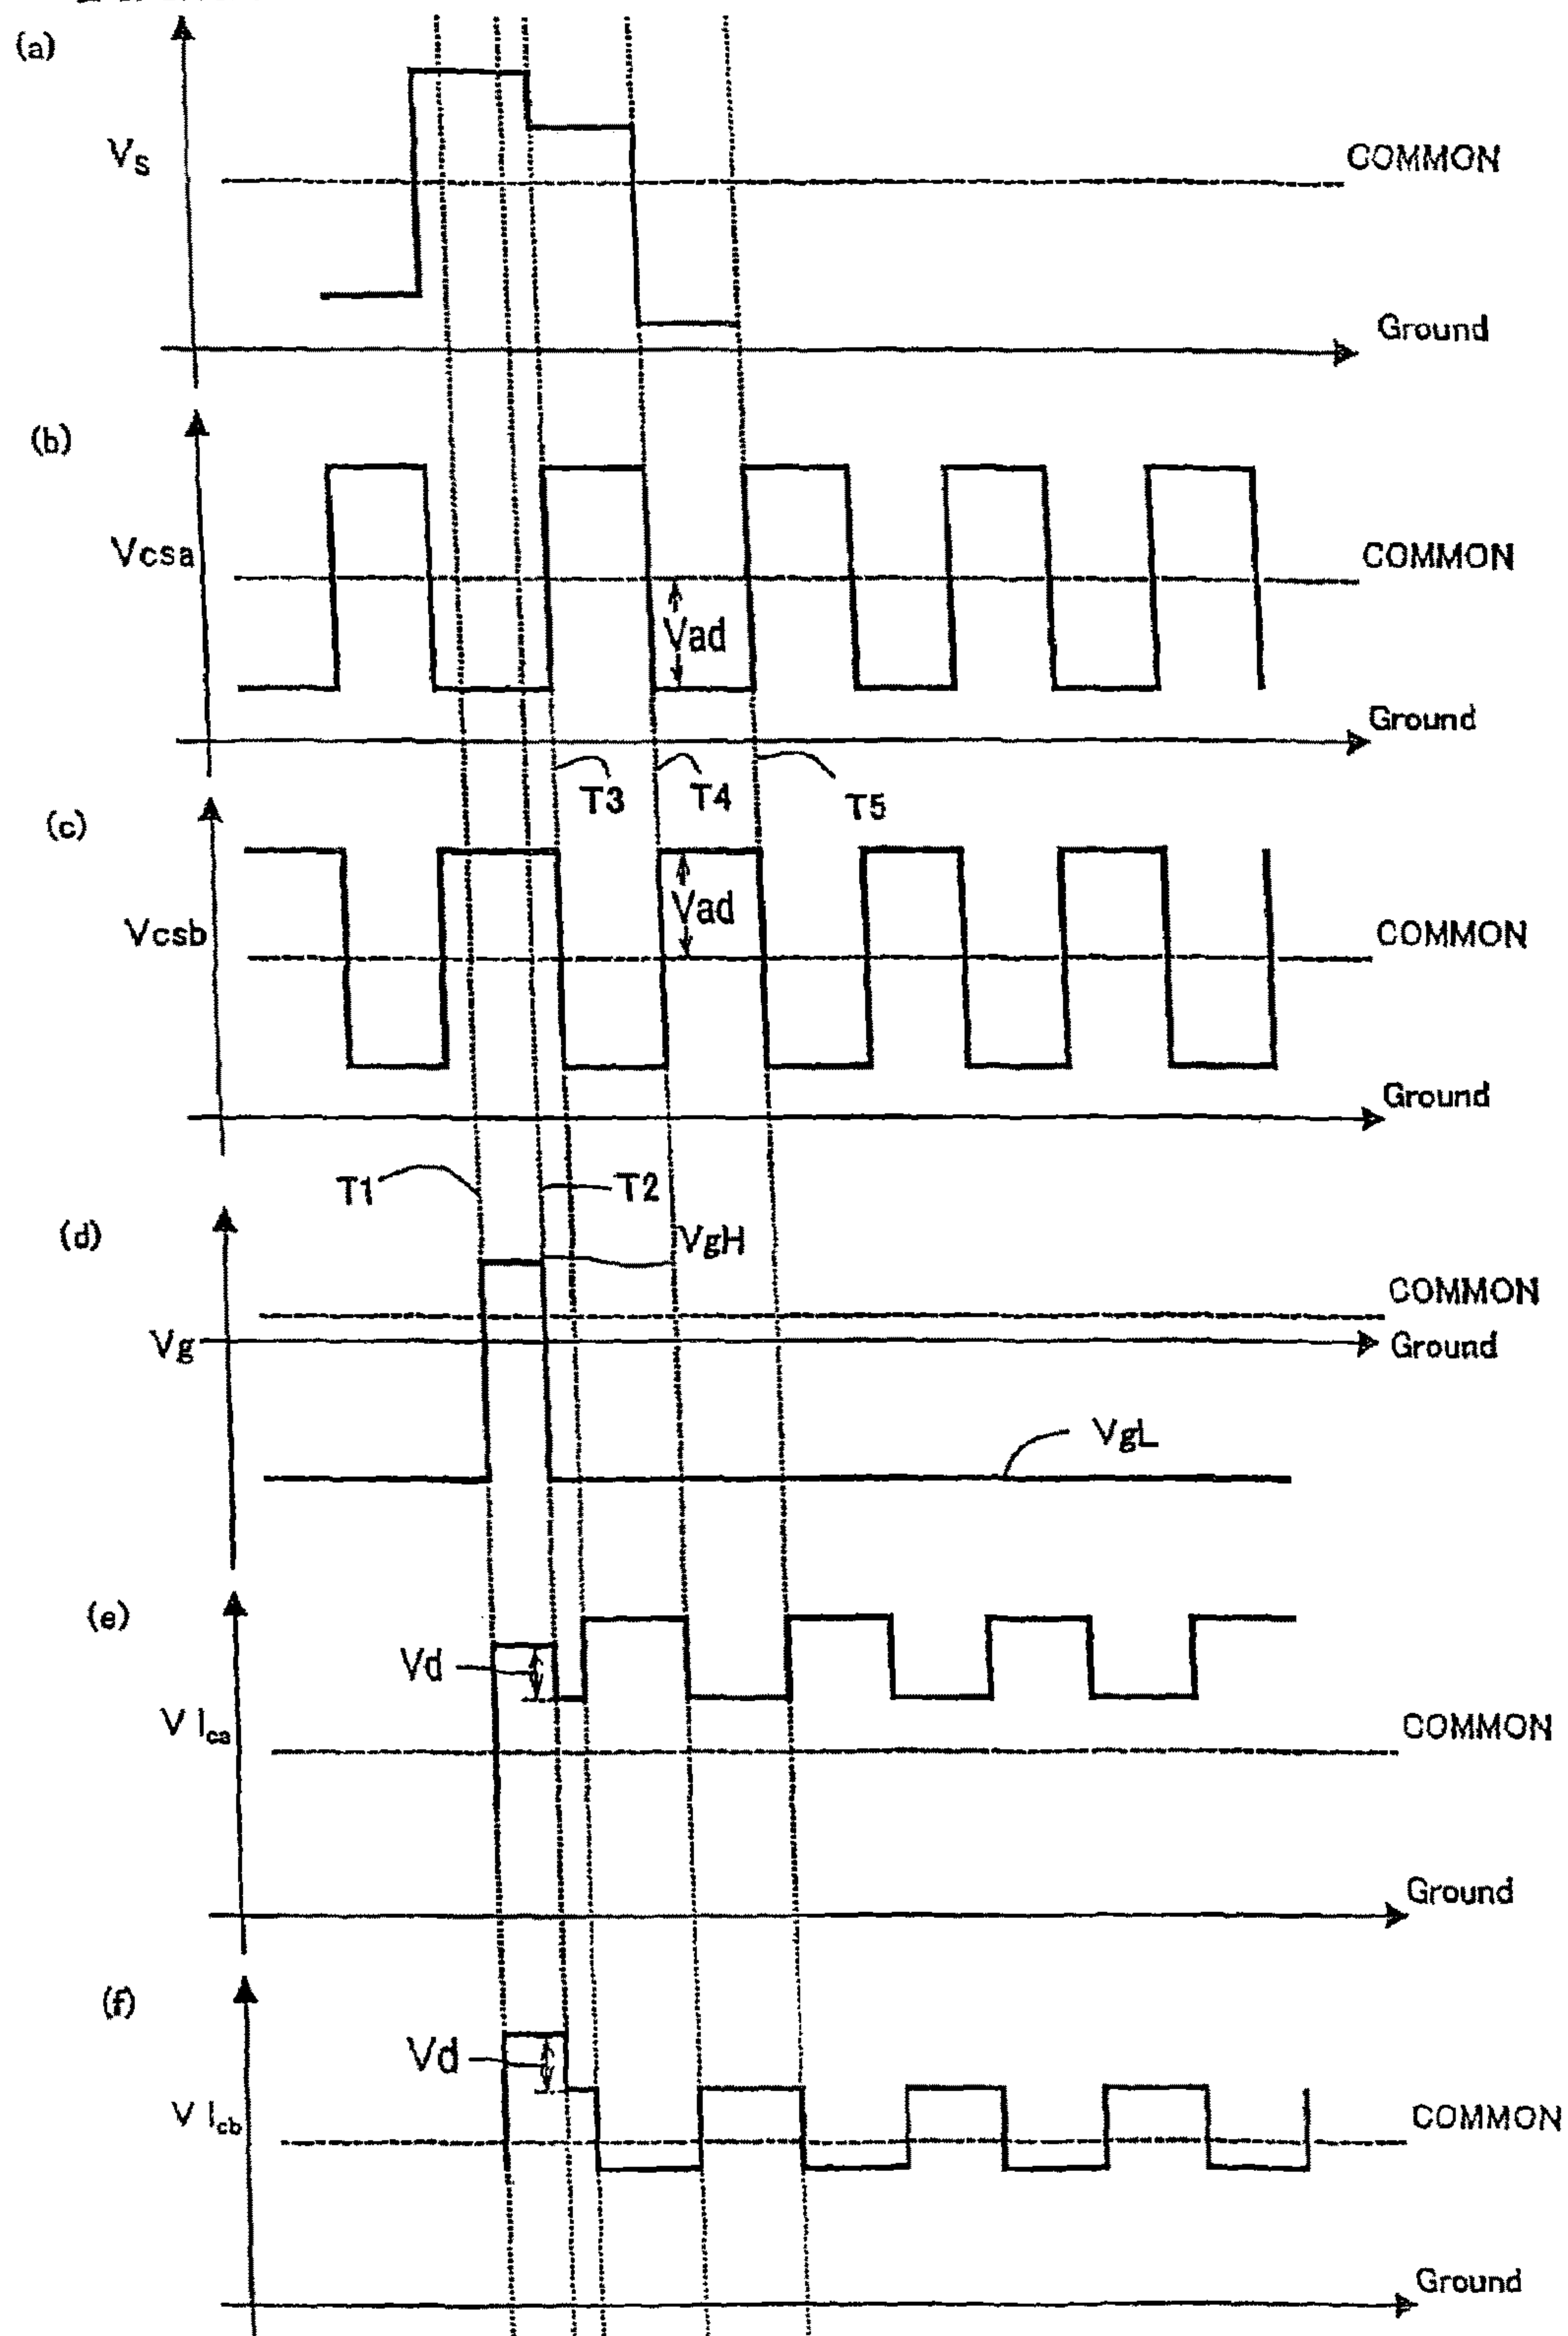 (a)
Vs
COMMON
Ground
(b)
Vcsa
COMMON
Vad
Ground
T3
T4
T5
(c)
Vcsb
Vad
COMMON
Ground
T1
T2
(d)
VgH
COMMON
Vg
Ground
VgL
(e)
Vd
V lca
COMMON
Ground
(f)
Vd
V lcb
COMMON
Ground